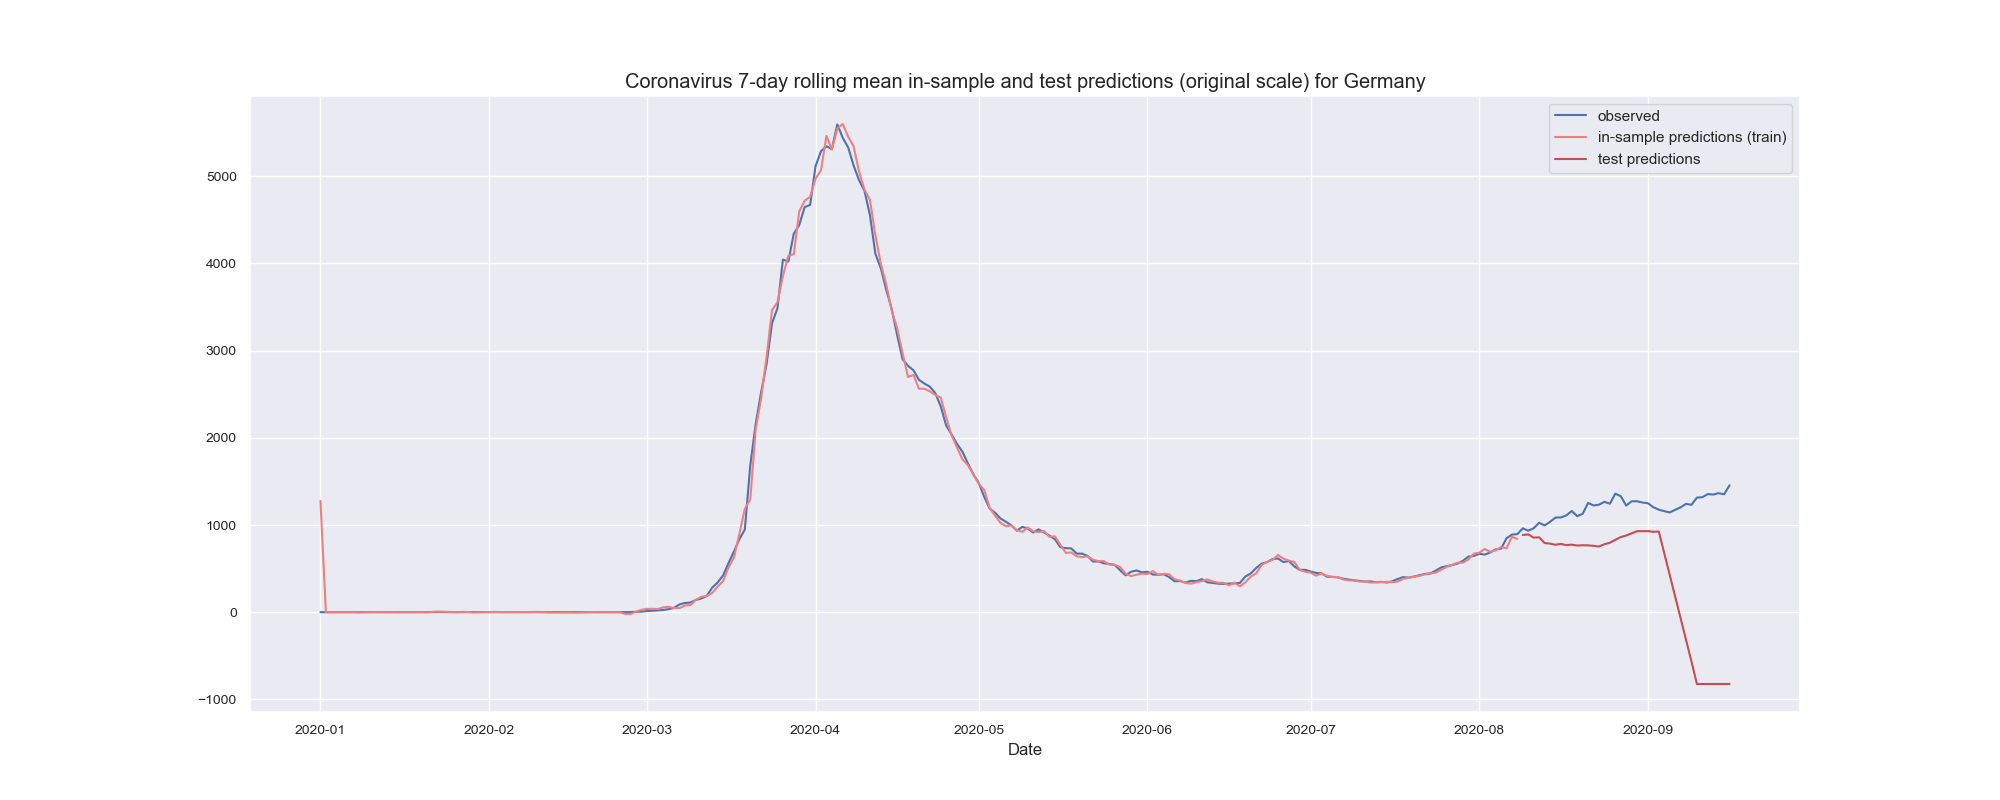 Coronavirus 7-day rolling mean in-sample and test predictions (original scale) for Germany
observed
in-sample predictions (train)
test predictions
5000
4000
3000
2000
1000
0
−1000
2020-01 2020-02 2020-03 2020-04 2020-05 2020-06 2020-07 2020-08 2020-09
Date